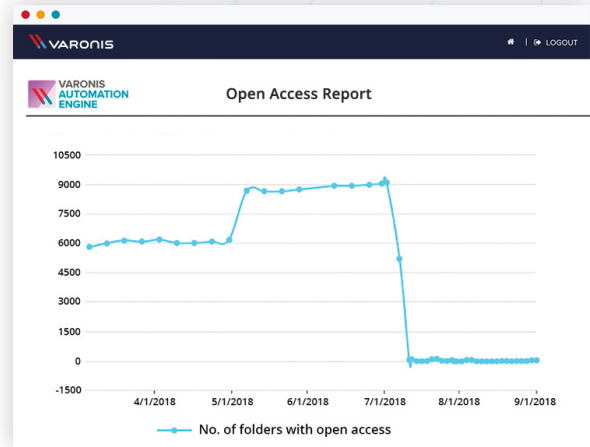 VARONIS
LOGOUT
VARONIS
AUTOMATION
ENGINE
Open Access Report
10500
9000
7500
6000
4500
3000
1500
0
-1500
4/1/2018 5/1/2018 6/1/2018 7/1/2018 8/1/2018 9/1/2018
No. of folders with open access